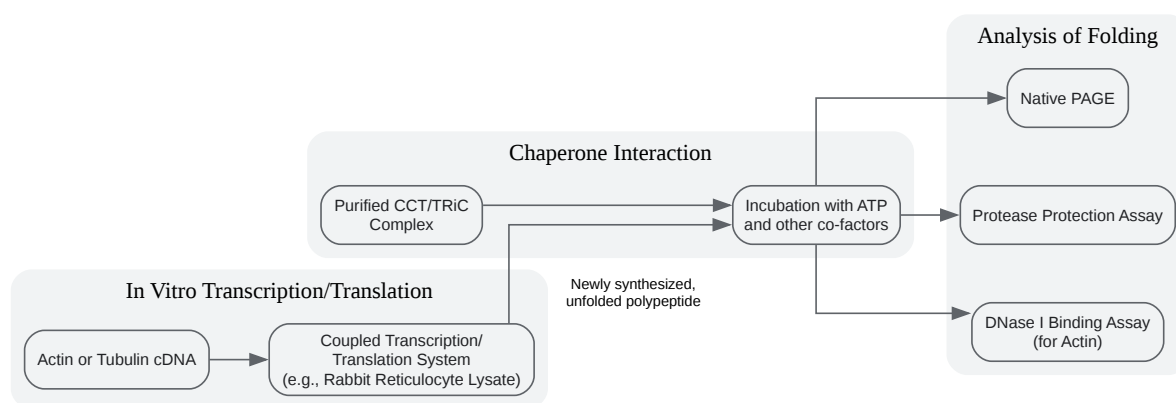 Analysis of Folding
Native PAGE
Chaperone Interaction
Purified CCT/TRiC
Complex
Incubation with ATP
and other co-factors
Protease Protection Assay
Newly synthesized,
unfolded polypeptide
In Vitro Transcription/Translation
Actin or Tubulin cDNA
Coupled Transcription/
Translation System
(e.g., Rabbit Reticulocyte Lysate)
DNase I Binding Assay
(for Actin)